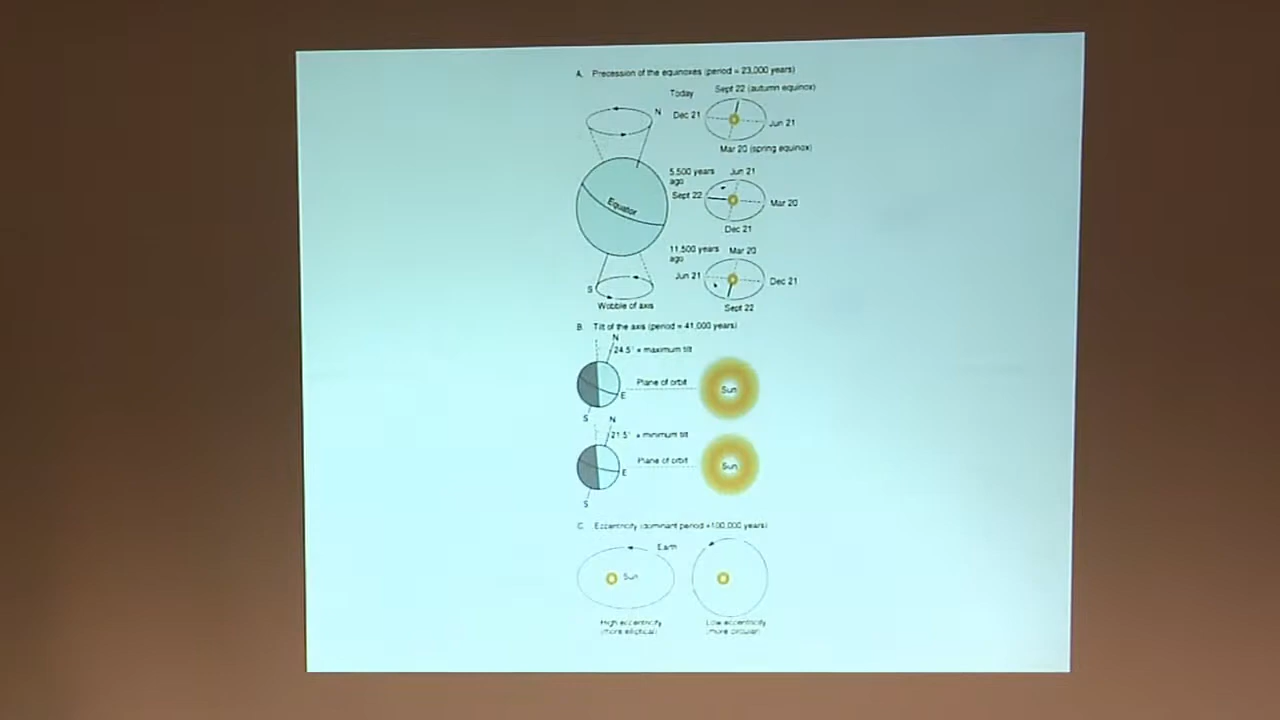 A. Precession of the equinoxes (period = 23,000 years)
Today
Sept 22 (autumn equinox)
N
Dec 21
Jun 21
Mar 20 (spring equinox)
5,500 years
ago
Jun 21
Sept 22
Mar 20
Equator
Dec 21
11,500 years
ago
Mar 20
Jun 21
Dec 21
S
Wobble of axis
Sept 22
B. Tilt of the axis (period = 41,000 years)
N
24.5° = maximum tilt
Plane of orbit
Sun
E
S
N
21.5° = minimum tilt
Plane of orbit
Sun
E
S
C. Eccentricity (dominant period =100,000 years)
Earth
Sun
High eccentricity
(more elliptical)
Low eccentricity
(more circular)